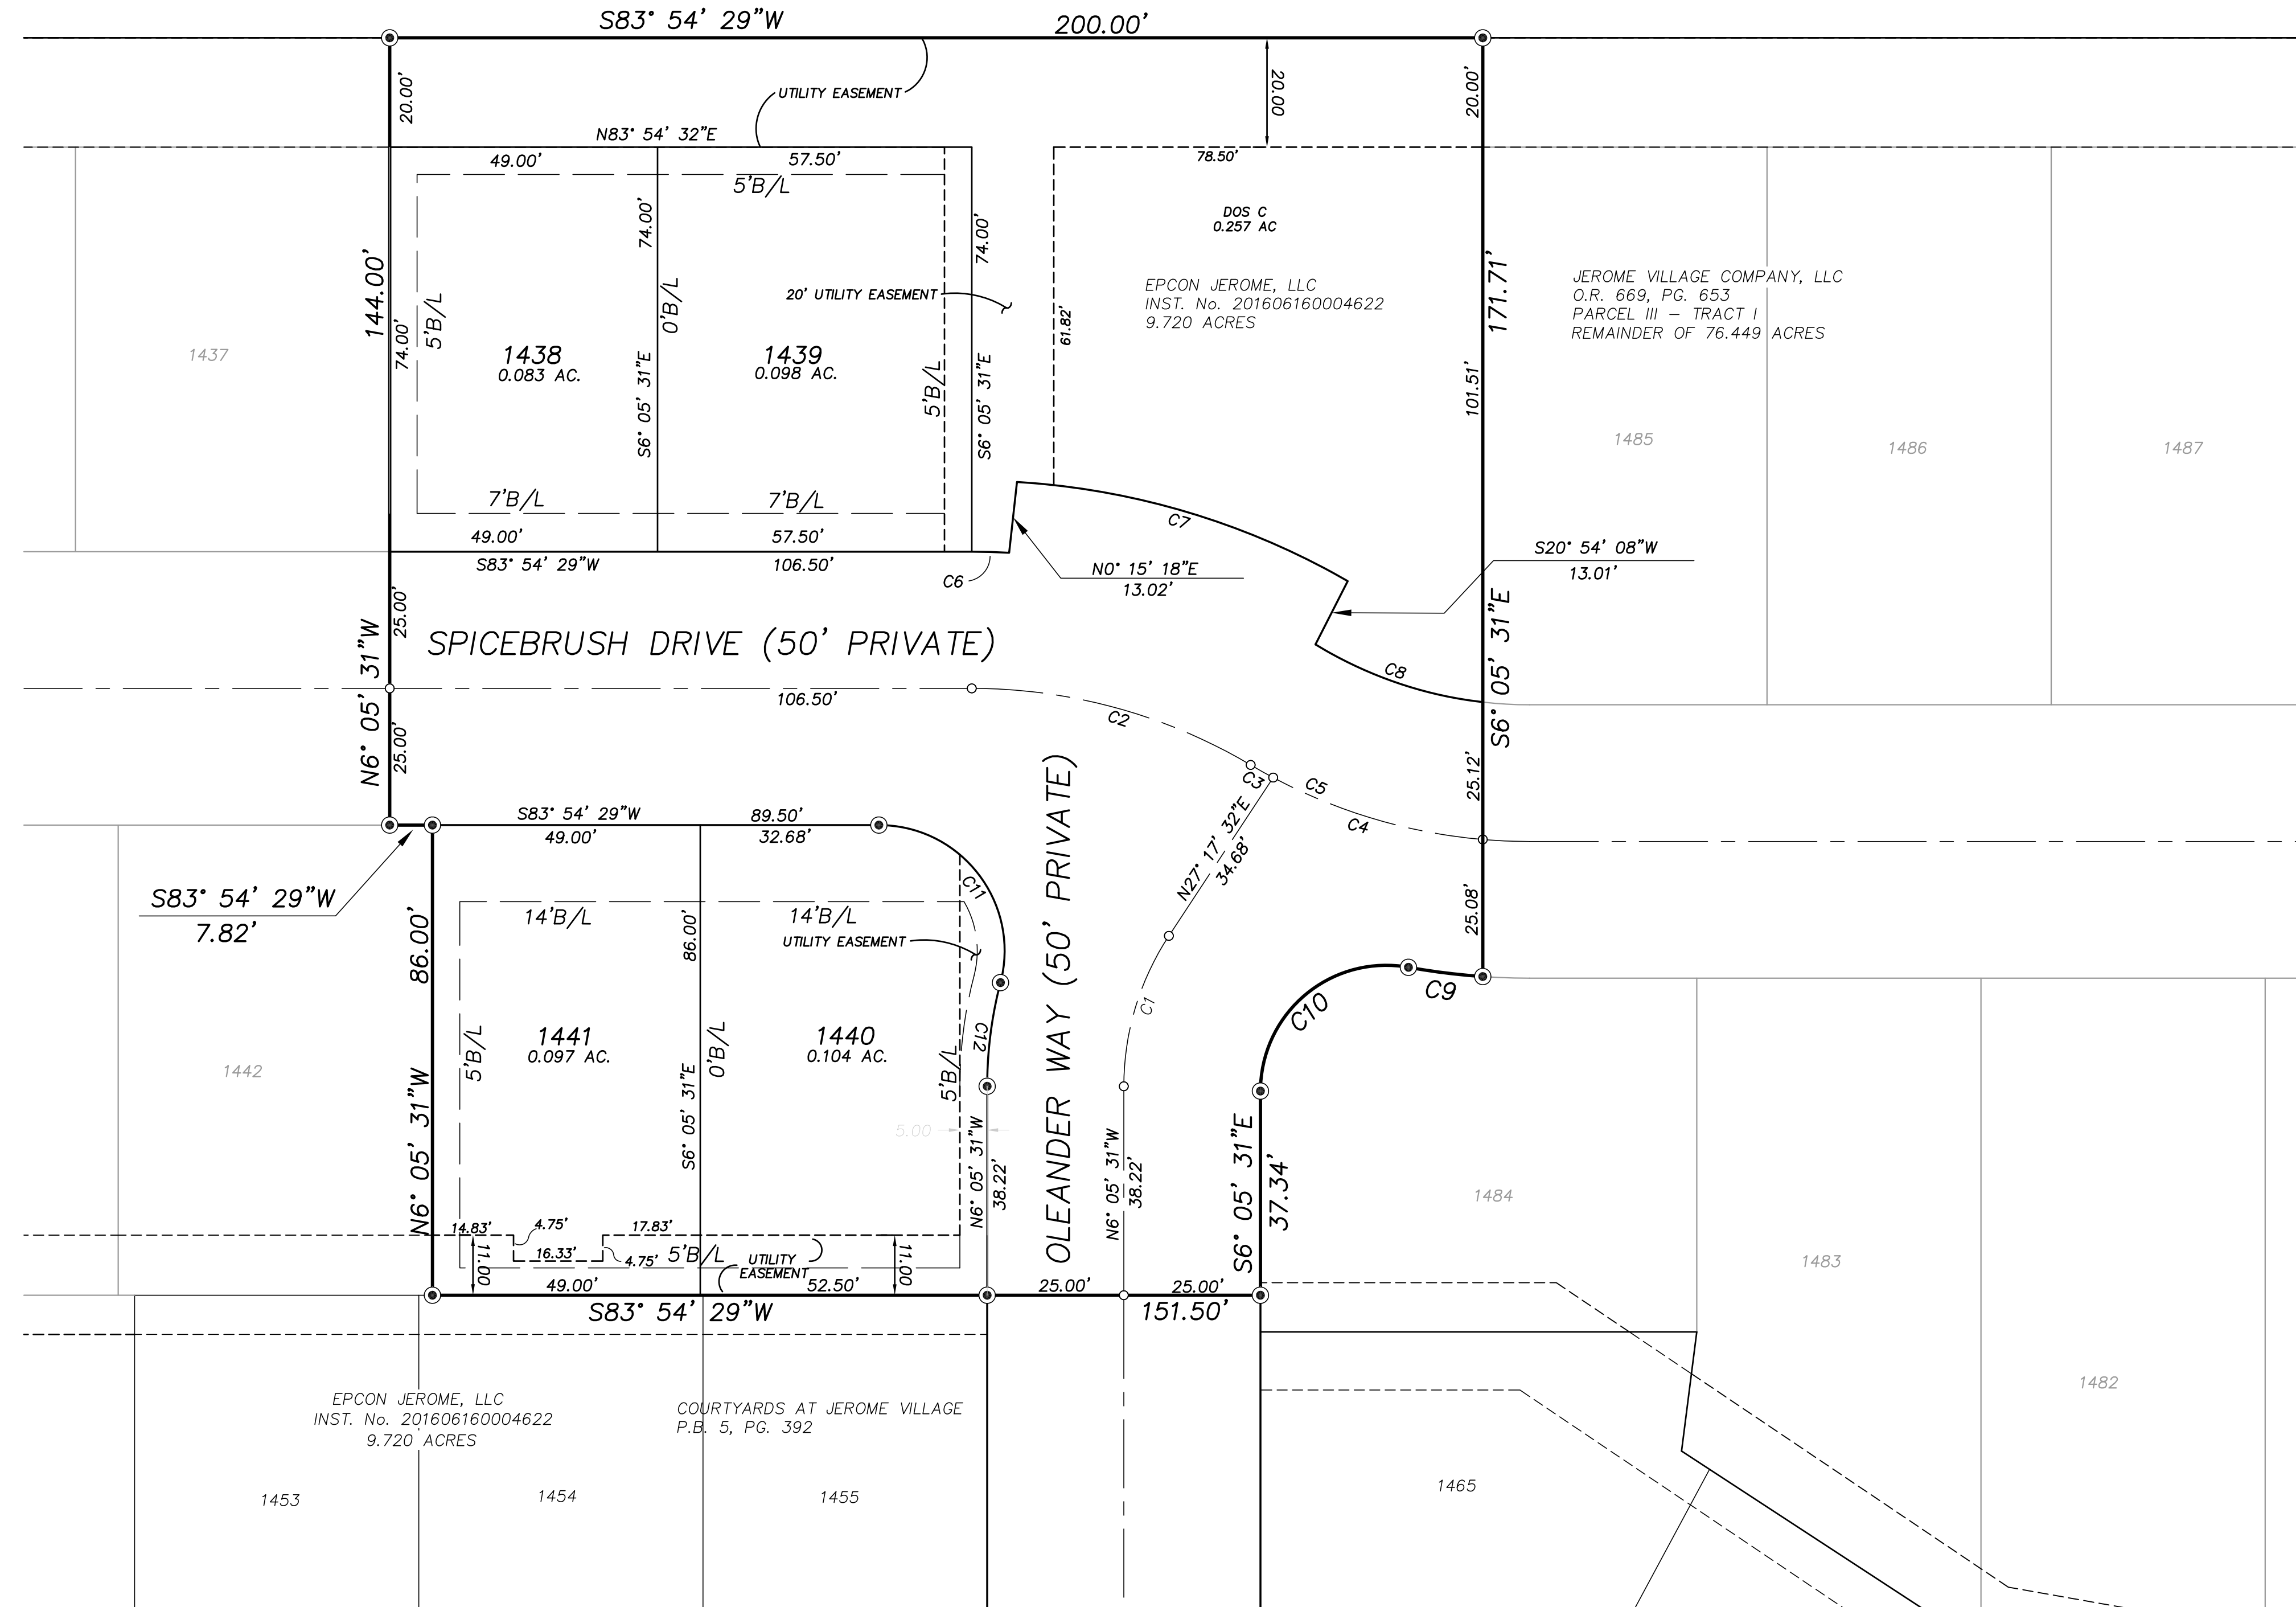 S83° 54' 29"W
200.00'
20.00'
UTILITY EASEMENT
20.00
20.00'
N83° 54' 32"E
49.00'
57.50'
78.50'
5'B/L
DOS C
0.257 AC
74.00'
74.00'
144.00'
74.00'
5'B/L
0'B/L
20' UTILITY EASEMENT
61.82'
EPCON JEROME, LLC
INST. No. 201606160004622
9.720 ACRES
171.71'
JEROME VILLAGE COMPANY, LLC
O.R. 669, PG. 653
PARCEL III – TRACT I
REMAINDER OF 76.449 ACRES
1437
1438
0.083 AC.
1439
0.098 AC.
S6° 05' 31"E
5'B/L
S6° 05' 31"E
101.51'
1485
1486
1487
7'B/L
7'B/L
C7
49.00'
57.50'
S83° 54' 29"W
106.50'
C6
N0° 15' 18"E
13.02'
S20° 54' 08"W
13.01'
25.00'
N6° 05' 31"W
SPICEBRUSH DRIVE (50' PRIVATE)
S6° 05' 31"E
C8
106.50'
C2
25.00'
C3
C5
C4
25.12'
S83° 54' 29"W
89.50'
49.00'
32.68'
N27° 17' 32"E
34.68'
S83° 54' 29"W
7.82'
86.00'
14'B/L
14'B/L
C11
86.00'
UTILITY EASEMENT
25.08'
C9
C10
C1
OLEANDER WAY (50' PRIVATE)
1442
N6° 05' 31"W
5'B/L
1441
0.097 AC.
S6° 05' 31"E
0'B/L
1440
0.104 AC.
5'B/L
C12
5.00
N6° 05' 31"W
38.22'
N6° 05' 31"W
38.22'
S6° 05' 31"E
37.34'
1484
1483
14.83'
4.75'
17.83'
11.00
16.33'
4.75'
5'B/L
UTILITY
EASEMENT
11.00
49.00'
52.50'
25.00'
25.00'
S83° 54' 29"W
151.50'
1482
EPCON JEROME, LLC
INST. No. 201606160004622
9.720 ACRES
COURTYARDS AT JEROME VILLAGE
P.B. 5, PG. 392
1453
1454
1455
1465